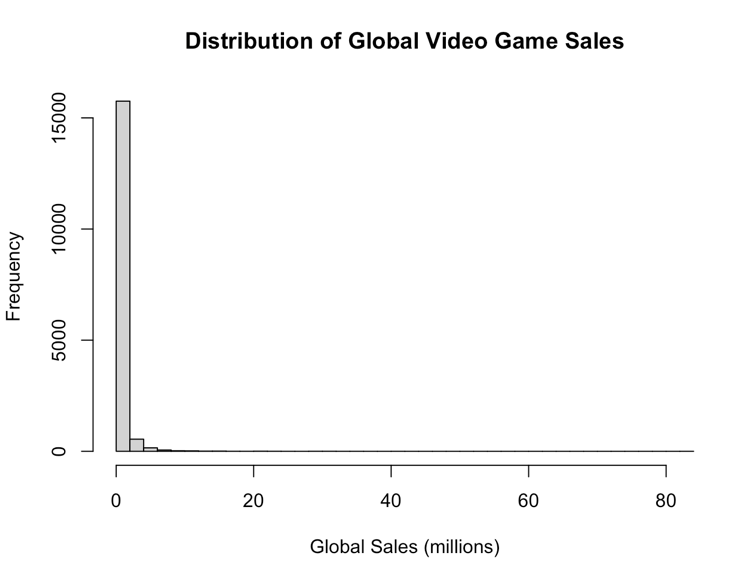 Distribution of Global Video Game Sales
Frequency
15000
10000
5000
0
0 20 40 60 80
Global Sales (millions)